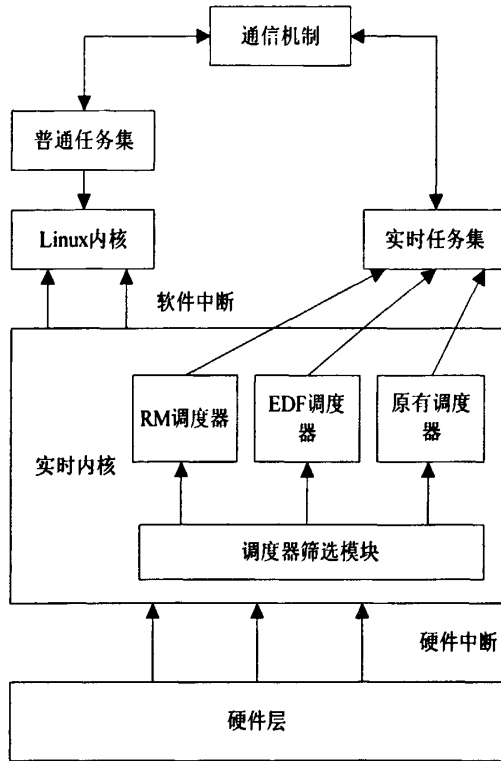 通信机制
普通任务集
Linux内核
实时任务集
软件中断
RM调度器
EDF调度
器
原有调度
器
实时内核
调度器筛选模块
硬件中断
硬件层